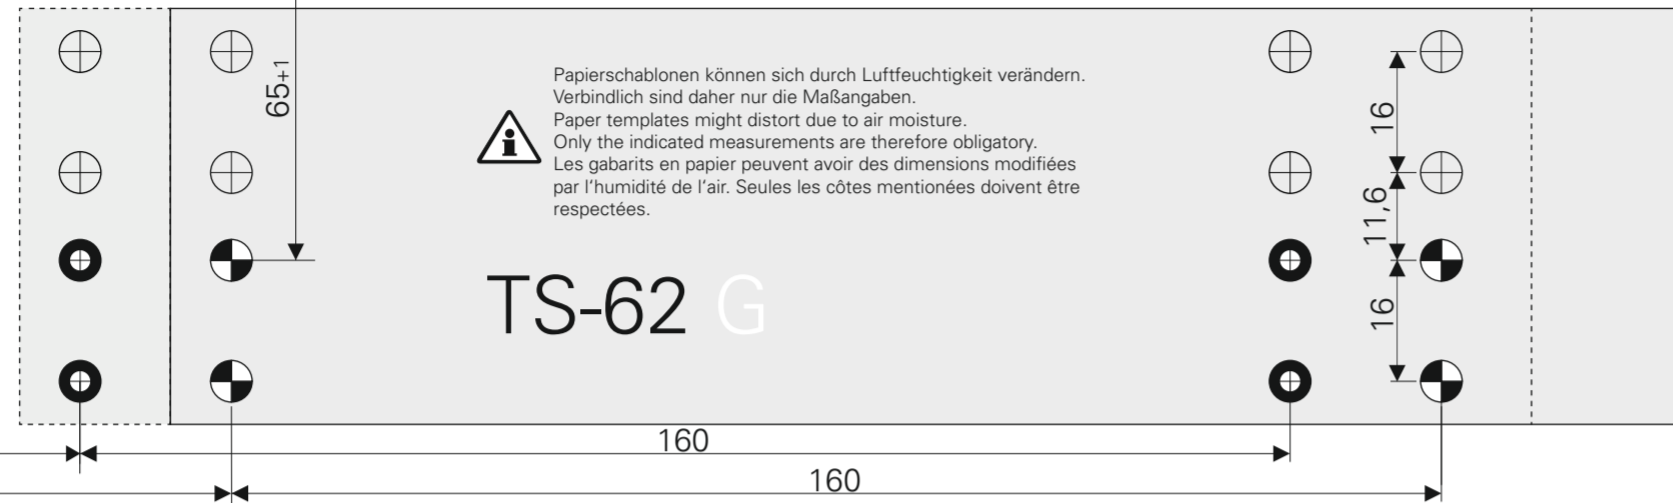 65+1
Papierschablonen können sich durch Luftfeuchtigkeit verändern.
Verbindlich sind daher nur die Maßangaben.
Paper templates might distort due to air moisture.
Only the indicated measurements are therefore obligatory.
Les gabarits en papier peuvent avoir des dimensions modifiées
par l'humidité de l'air. Seules les côtes mentionées doivent être
respectées.
TS-62 G
16
11,6
16
160
160